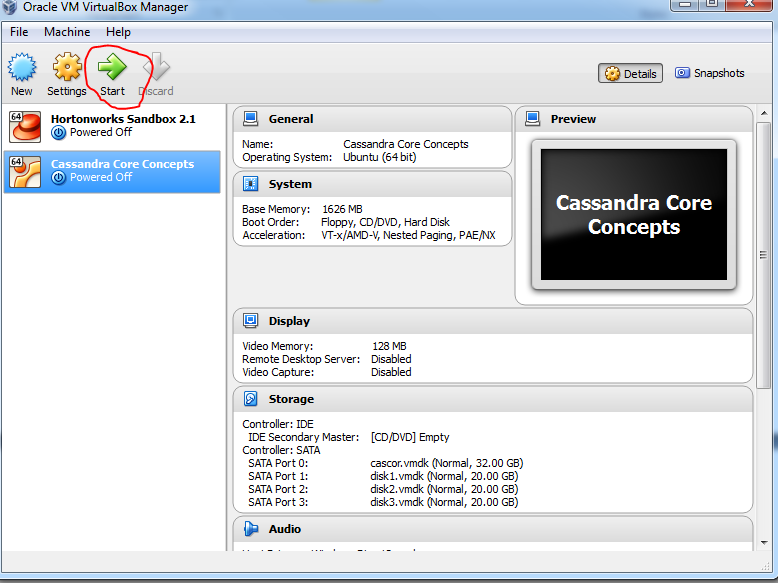 Oracle VM VirtualBox Manager
File Machine Help
New Settings Start Discard
Details Snapshots
64
Hortonworks Sandbox 2.1
Powered Off
64
Cassandra Core Concepts
Powered Off
General
Name: Cassandra Core Concepts
Operating System: Ubuntu (64 bit)
System
Base Memory: 1626 MB
Boot Order: Floppy, CD/DVD, Hard Disk
Acceleration: VT-x/AMD-V, Nested Paging, PAE/NX
Preview
Cassandra Core
Concepts
Display
Video Memory: 128 MB
Remote Desktop Server: Disabled
Video Capture: Disabled
Storage
Controller: IDE
IDE Secondary Master: [CD/DVD] Empty
Controller: SATA
SATA Port 0: cascor.vmdk (Normal, 32.00 GB)
SATA Port 1: disk1.vmdk (Normal, 20.00 GB)
SATA Port 2: disk2.vmdk (Normal, 20.00 GB)
SATA Port 3: disk3.vmdk (Normal, 20.00 GB)
Audio